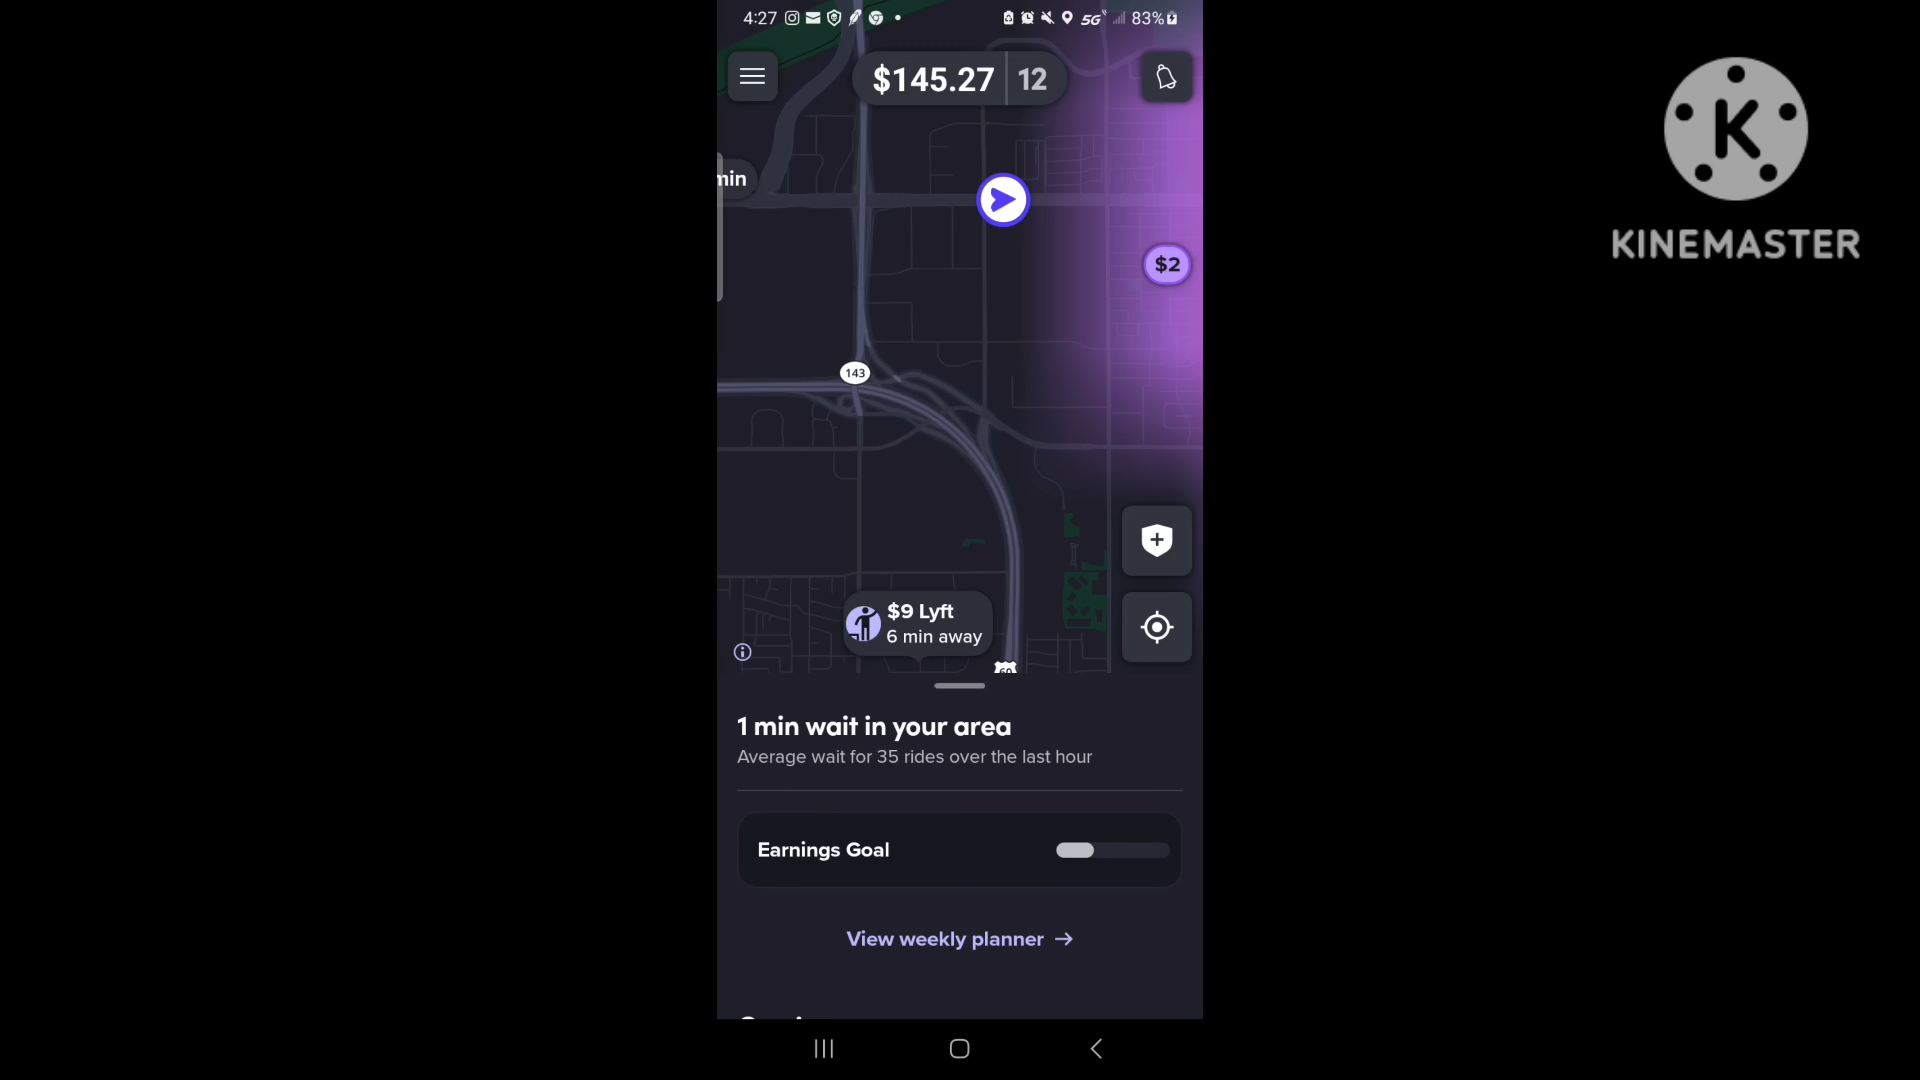 4:27
5G
83%
$145.27
12
K
KINEMASTER
min
$2
143
$9 Lyft
6 min away
60
1 min wait in your area
Average wait for 35 rides over the last hour
Earnings Goal
View weekly planner →